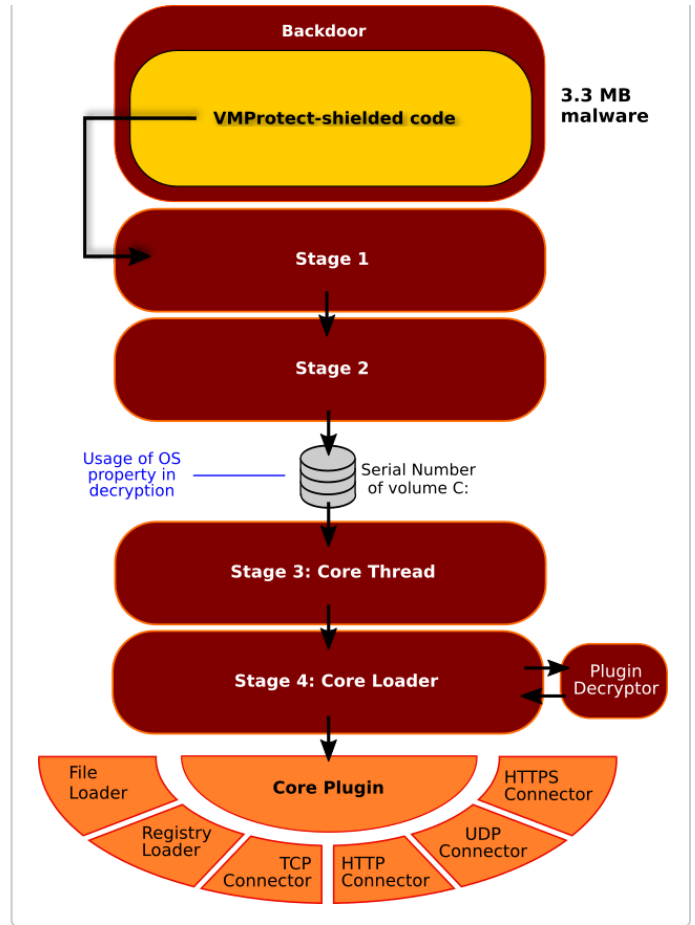 Backdoor
VMProtect-shielded code
3.3 MB
malware
Stage 1
Stage 2
Usage of OS
property in
decryption
Serial Number
of volume C:
Stage 3: Core Thread
Stage 4: Core Loader
Plugin
Decryptor
Core Plugin
File
Loader
Registry
Loader
TCP
Connector
HTTP
Connector
UDP
Connector
HTTPS
Connector